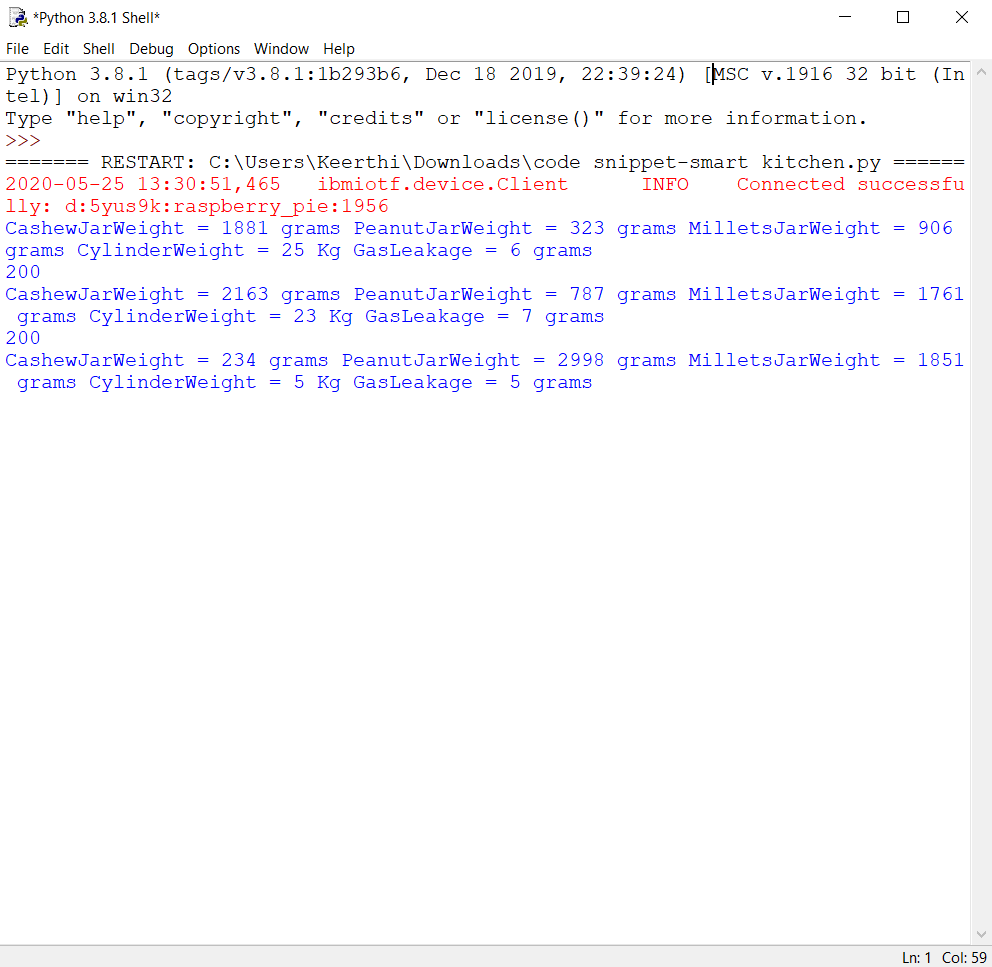 *Python 3.8.1 Shell*
File Edit Shell Debug Options Window Help
Python 3.8.1 (tags/v3.8.1:1b293b6, Dec 18 2019, 22:39:24) [MSC v.1916 32 bit (In
tel)] on win32
Type "help", "copyright", "credits" or "license()" for more information.
>>>
======= RESTART: C:\Users\Keerthi\Downloads\code snippet-smart kitchen.py ======
2020-05-25 13:30:51,465   ibmiotf.device.Client      INFO    Connected successfu
lly: d:5yus9k:raspberry_pie:1956
CashewJarWeight = 1881 grams PeanutJarWeight = 323 grams MilletsJarWeight = 906
grams CylinderWeight = 25 Kg GasLeakage = 6 grams
200
CashewJarWeight = 2163 grams PeanutJarWeight = 787 grams MilletsJarWeight = 1761
 grams CylinderWeight = 23 Kg GasLeakage = 7 grams
200
CashewJarWeight = 234 grams PeanutJarWeight = 2998 grams MilletsJarWeight = 1851
 grams CylinderWeight = 5 Kg GasLeakage = 5 grams
Ln: 1 Col: 59